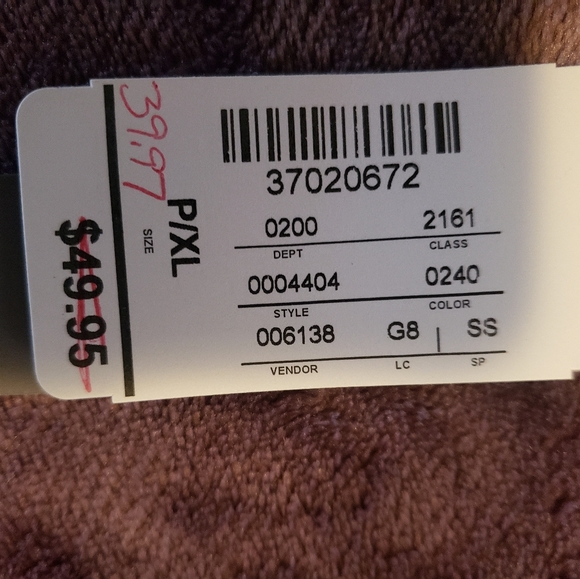 37020672
0200 2161
DEPT CLASS
0004404 0240
STYLE COLOR
006138 G8 SS
VENDOR LC SP
P/XL
SIZE
39.97
$49.95